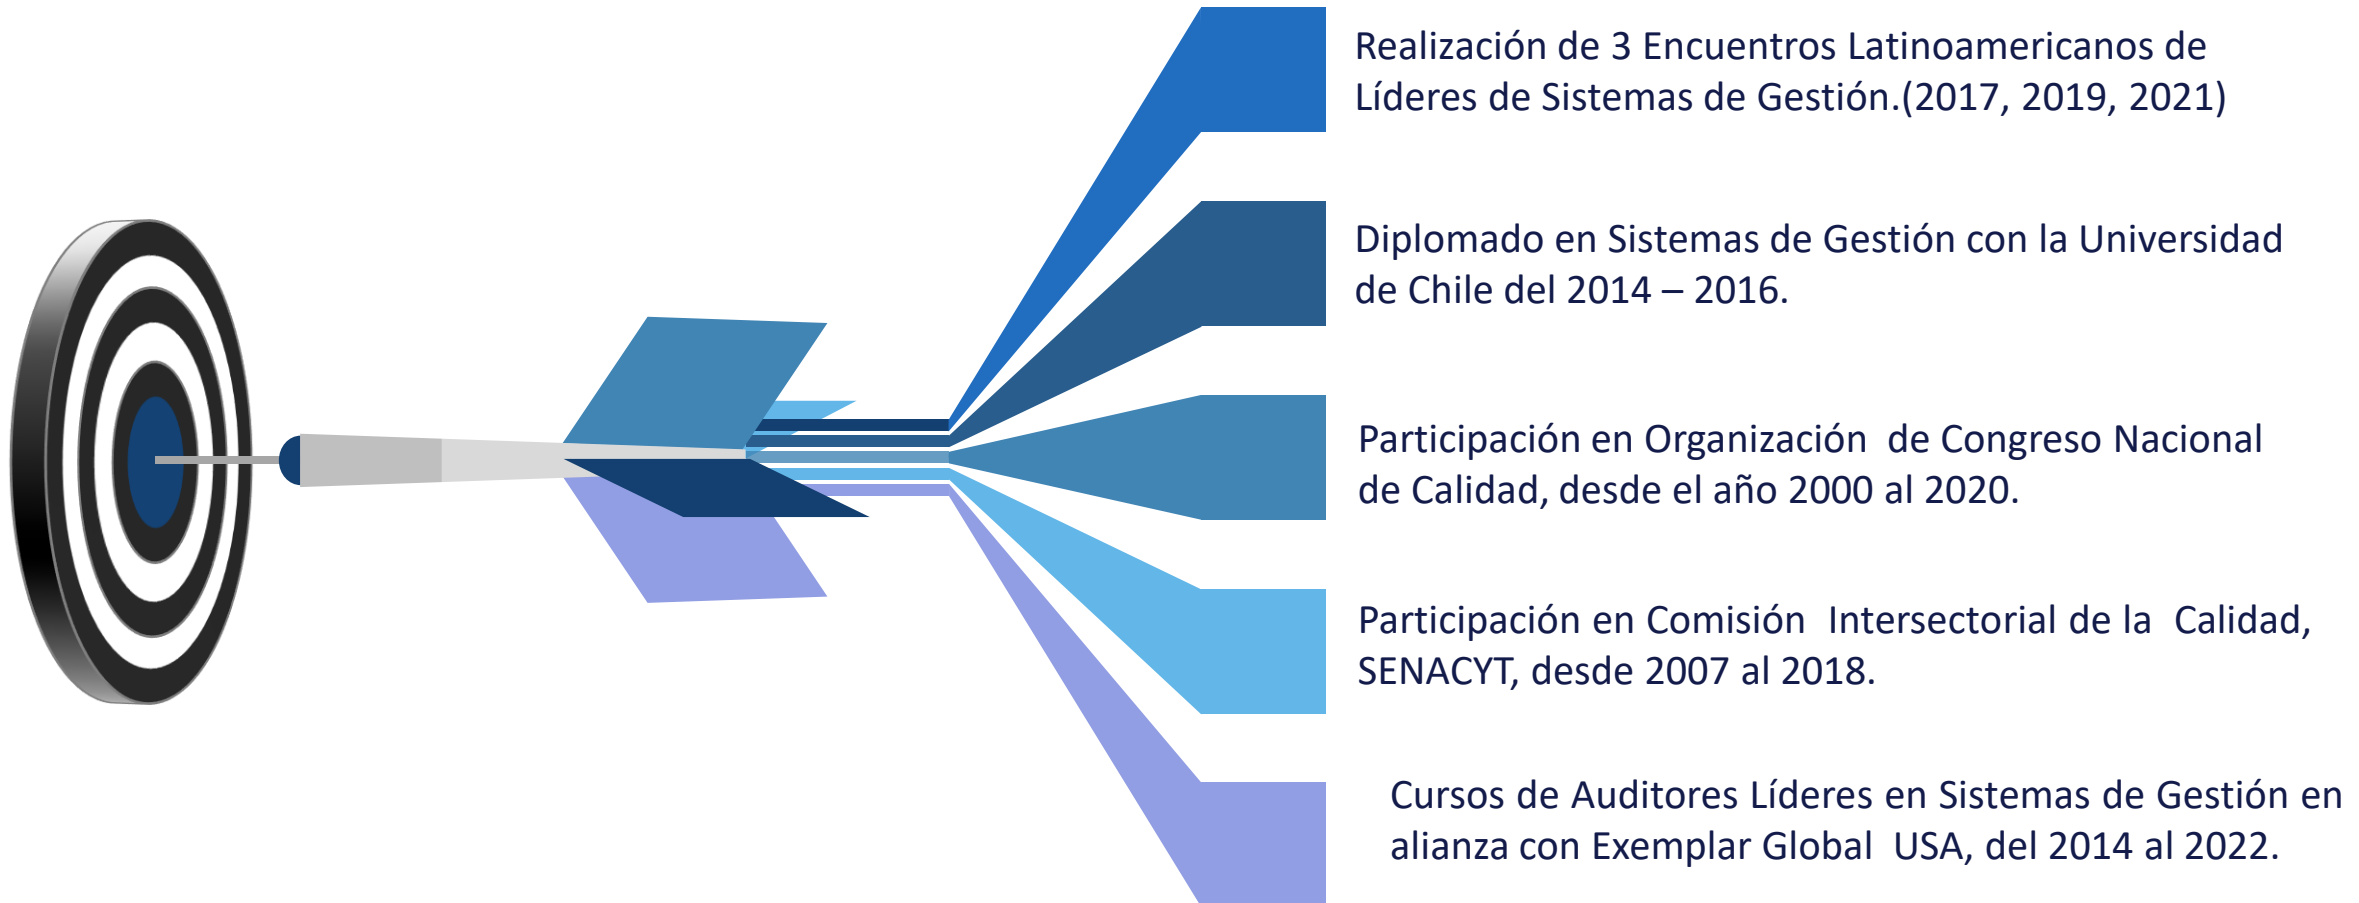 Realización de 3 Encuentros Latinoamericanos de
Líderes de Sistemas de Gestión.(2017, 2019, 2021)
Diplomado en Sistemas de Gestión con la Universidad
de Chile del 2014 – 2016.
Participación en Organización  de Congreso Nacional
de Calidad, desde el año 2000 al 2020.
Participación en Comisión  Intersectorial de la  Calidad,
SENACYT, desde 2007 al 2018.
Cursos de Auditores Líderes en Sistemas de Gestión en
alianza con Exemplar Global  USA, del 2014 al 2022.